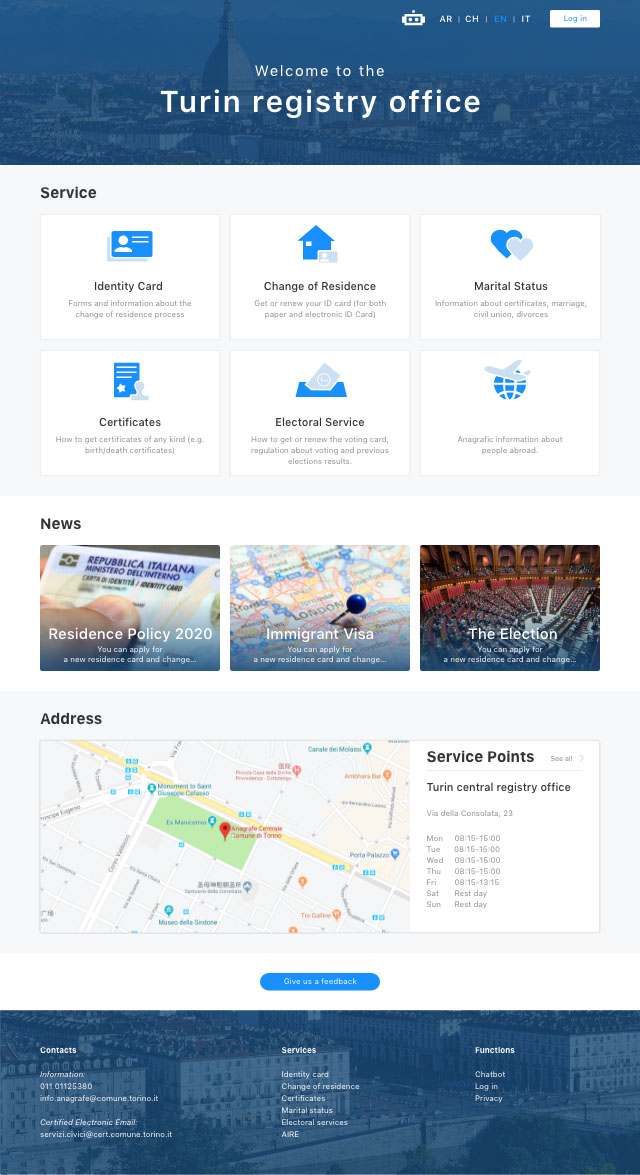 AR | CH | EN | IT
Log in
Welcome to the
Turin registry office
Service
Identity Card
Forms and information about the
change of residence process
Change of Residence
Get or renew your ID card (for both
paper and electronic ID Card)
Marital Status
Information about certificates, marriage,
civil union, divorces
Certificates
How to get certificates of any kind (e.g.
birth/death certificates)
Electoral Service
How to get or renew the voting card,
regulation about voting and previous
elections results.
Anagrafic information about
people abroad.
News
REPUBBLICA ITALIANA
MINISTERO DELL'INTERNO
CARTA DI IDENTITÀ / IDENTITY CARD
Residence Policy 2020
You can apply for
a new residence card and change...
LONDON
Immigrant Visa
You can apply for
a new residence card and change...
The Election
You can apply for
a new residence card and change...
Address
Canale dei Molassi
Via Fra
医院
Piccola Casa della Divina
Provvidenza - Cottolengo
Anibhara Bar
Monument to Saint
Giuseppe Cafasso
Principe Eugenio
Ex Manicomio
Anagrafe Centrale
Comune di Torino
Corso Valdocco
Porta Palazzo
Santuario della Consolata
广场
Museo della Sindone
Tre Galline
Service Points
See all
Turin central registry office
Via della Consolata, 23
Mon 08:15-15:00
Tue 08:15-15:00
Wed 08:15-15:00
Thu 08:15-15:00
Fri 08:15-13:15
Sat Rest day
Sun Rest day
Give us a feedback
Contacts
Information:
011 01125380
info.anagrafe@comune.torino.it
Certified Electronic Email:
servizi.civici@cert.comune.torino.it
Services
Identity card
Change of residence
Certificates
Marital status
Electoral services
AIRE
Functions
Chatbot
Log in
Privacy